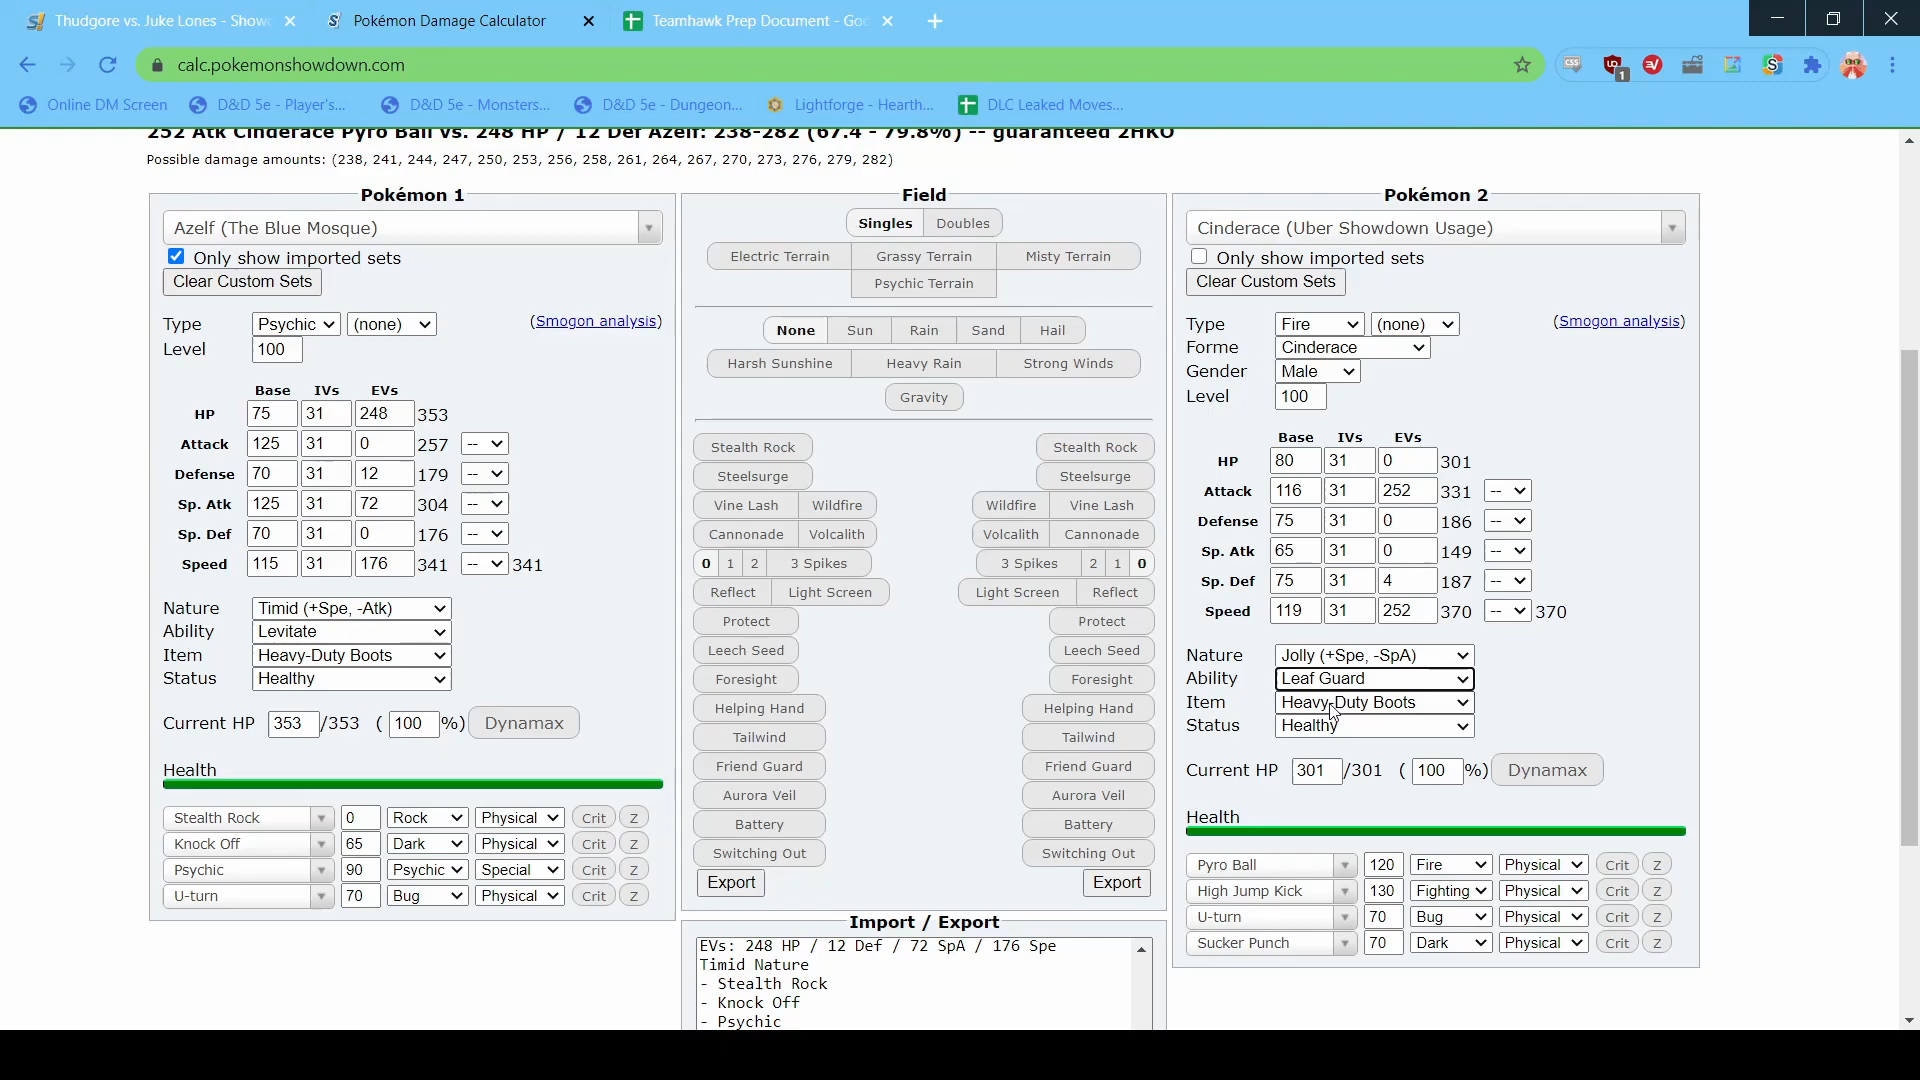 Thudgore vs. Juke Lones - Show
Pokémon Damage Calculator
Teamhawk Prep Document - Goo
calc.pokemonshowdown.com
1
Online DM Screen
D&D 5e - Player's...
D&D 5e - Monsters...
D&D 5e - Dungeon...
Lightforge - Hearth...
DLC Leaked Moves...
252 Atk Cinderace Pyro Ball vs. 248 HP / 12 Def Azelf: 238-282 (67.4 - 79.8%) -- guaranteed 2HKO
Possible damage amounts: (238, 241, 244, 247, 250, 253, 256, 258, 261, 264, 267, 270, 273, 276, 279, 282)
Pokémon 1
Azelf (The Blue Mosque)
Only show imported sets
Clear Custom Sets
Type Psychic (none) (Smogon analysis)
Level 100
Base IVs EVs
HP 75 31 248 353
Attack 125 31 0 257 --
Defense 70 31 12 179 --
Sp. Atk 125 31 72 304 --
Sp. Def 70 31 0 176 --
Speed 115 31 176 341 -- 341
Nature Timid (+Spe, -Atk)
Ability Levitate
Item Heavy-Duty Boots
Status Healthy
Current HP 353/353 ( 100 %) Dynamax
Health
Stealth Rock 0 Rock Physical Crit Z
Knock Off 65 Dark Physical Crit Z
Psychic 90 Psychic Special Crit Z
U-turn 70 Bug Physical Crit Z
Field
Singles Doubles
Electric Terrain Grassy Terrain Misty Terrain
Psychic Terrain
None Sun Rain Sand Hail
Harsh Sunshine Heavy Rain Strong Winds
Gravity
Stealth Rock Stealth Rock
Steelsurge Steelsurge
Vine Lash Wildfire Wildfire Vine Lash
Cannonade Volcalith Volcalith Cannonade
0 1 2 3 Spikes 3 Spikes 2 1 0
Reflect Light Screen Light Screen Reflect
Protect Protect
Leech Seed Leech Seed
Foresight Foresight
Helping Hand Helping Hand
Tailwind Tailwind
Friend Guard Friend Guard
Aurora Veil Aurora Veil
Battery Battery
Switching Out Switching Out
Export Export
Import / Export
EVs: 248 HP / 12 Def / 72 SpA / 176 Spe
Timid Nature
- Stealth Rock
- Knock Off
- Psychic
Pokémon 2
Cinderace (Uber Showdown Usage)
Only show imported sets
Clear Custom Sets
Type Fire (none) (Smogon analysis)
Forme Cinderace
Gender Male
Level 100
Base IVs EVs
HP 80 31 0 301
Attack 116 31 252 331 --
Defense 75 31 0 186 --
Sp. Atk 65 31 0 149 --
Sp. Def 75 31 4 187 --
Speed 119 31 252 370 -- 370
Nature Jolly (+Spe, -SpA)
Ability Leaf Guard
Item Heavy-Duty Boots
Status Healthy
Current HP 301/301 ( 100 %) Dynamax
Health
Pyro Ball 120 Fire Physical Crit Z
High Jump Kick 130 Fighting Physical Crit Z
U-turn 70 Bug Physical Crit Z
Sucker Punch 70 Dark Physical Crit Z